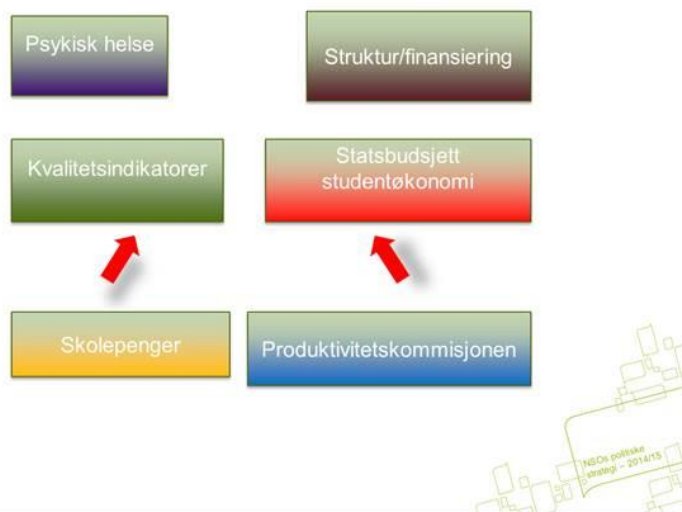 Psykisk helse
Struktur/finansiering
Kvalitetsindikatorer
Statsbudsjett
studentøkonomi
Skolepenger
Produktivitetskommisjonen
NSOs politiske
strategi – 2014/15